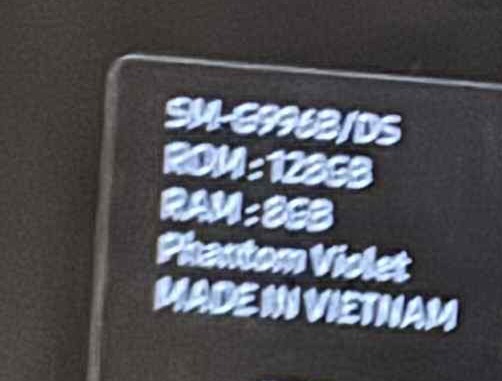 SM-G996B/DS
ROM : 128GB
RAM : 8GB
Phantom Violet
MADE IN VIETNAM